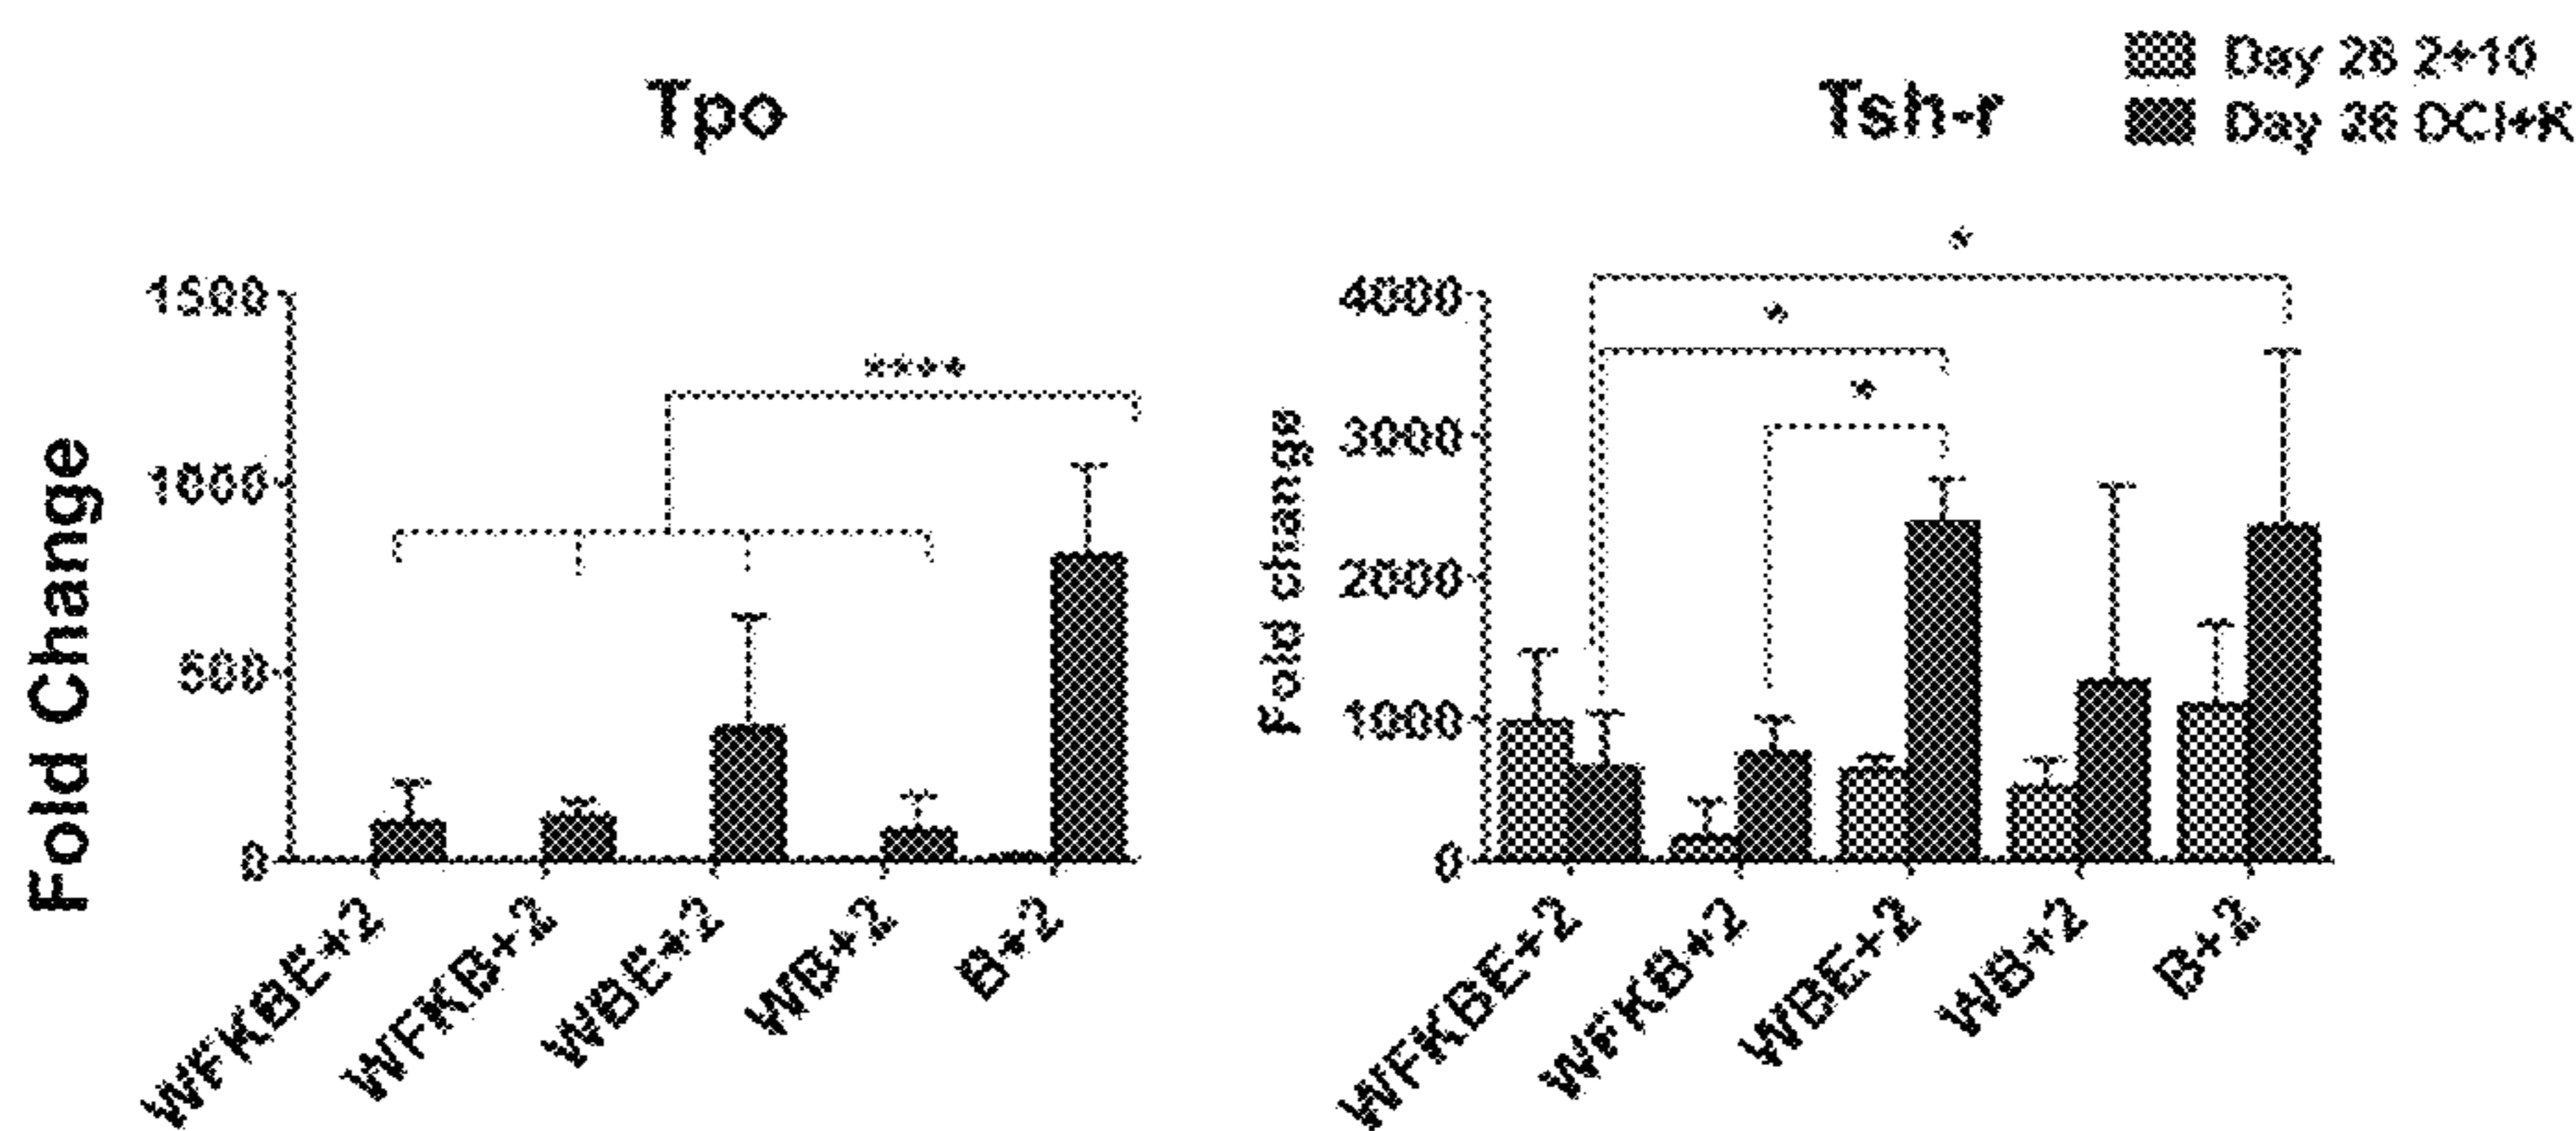 Tpo
Fold Change
1500
1000
500
0
****
WFKBE+2
WFKB+2
WBE+2
WB+2
B+2
Tsh-r
Day 26 2+10
Day 36 DCI+K
Fold change
4000
3000
2000
1000
0
*
*
*
WFKBE+2
WFKB+2
WBE+2
WB+2
B+2